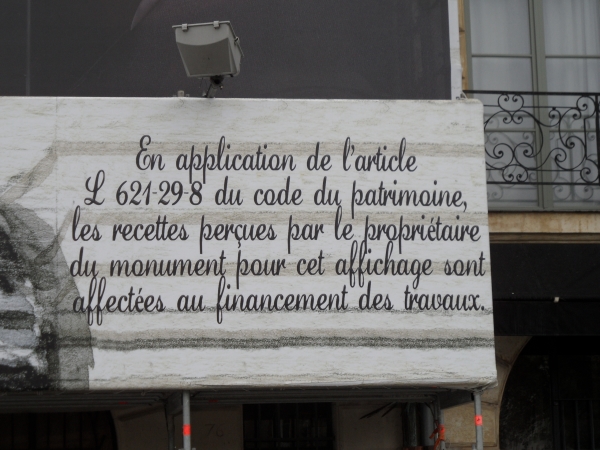 En application de l'article
L 621-29-8 du code du patrimoine,
les recettes perçues par le propriétaire
du monument pour cet affichage sont
affectées au financement des travaux.